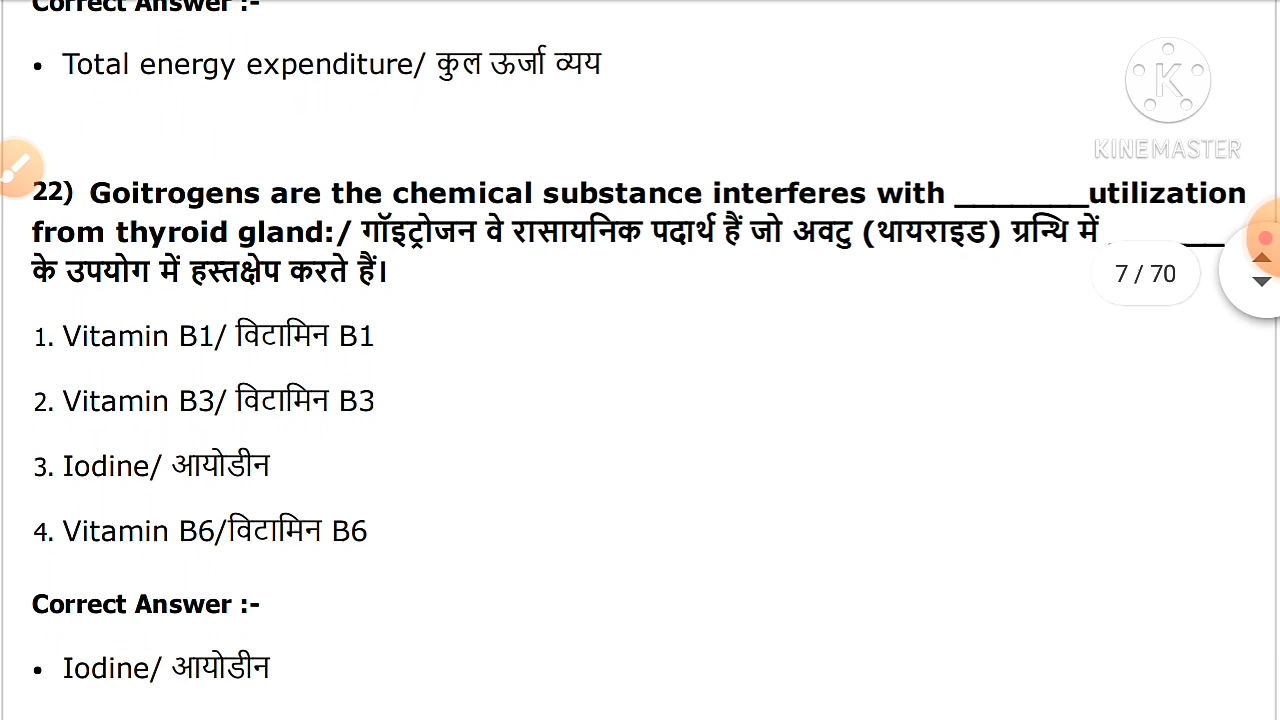 Correct Answer :-
• Total energy expenditure/ कुल ऊर्जा व्यय
KINEMASTER
22) Goitrogens are the chemical substance interferes with ________utilization
from thyroid gland:/ गॉइट्रोजन वे रासायनिक पदार्थ हैं जो अवटु (थायराइड) ग्रन्थि में _______
के उपयोग में हस्तक्षेप करते हैं।
7 / 70
1. Vitamin B1/ विटामिन B1
2. Vitamin B3/ विटामिन B3
3. Iodine/ आयोडीन
4. Vitamin B6/विटामिन B6
Correct Answer :-
• Iodine/ आयोडीन